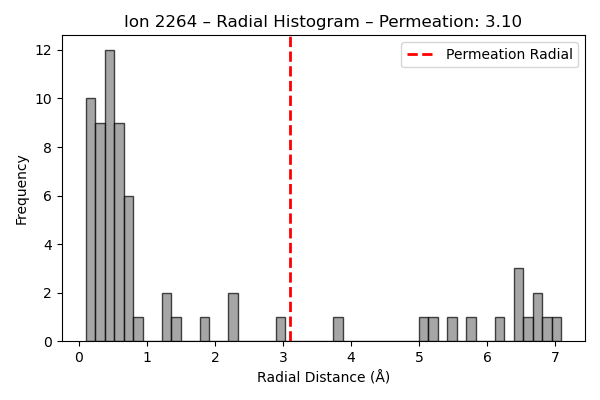 Ion 2264 – Radial Histogram – Permeation: 3.10
Permeation Radial
Frequency
12
10
8
6
4
2
0
0 1 2 3 4 5 6 7
Radial Distance (Å)